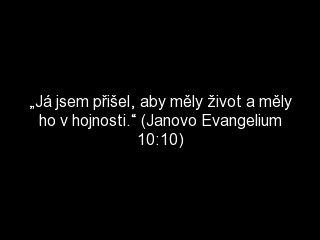 „Já jsem přišel, aby měly život a měly
ho v hojnosti.“ (Janovo Evangelium
10:10)